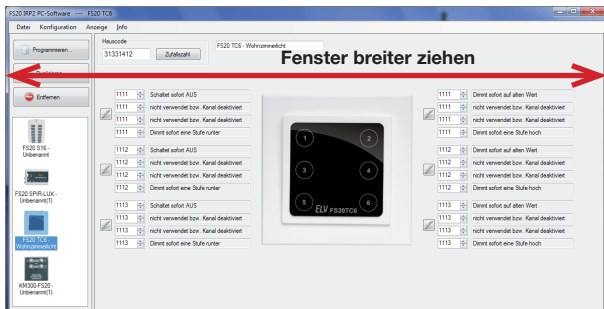 FS20 IRP2 PC-Software --- FS20 TC6
Datei Konfiguration Anzeige Info
Programmieren...
Entfernen
FS20 S16 -
Unbenannt
FS20 SPIR-LUX -
Unbenannt(1)
FS20 TC6 -
Wohnzimmerlicht
KM300-FS20 -
Unbenannt(1)
Hauscode
31331412 Zufallszahl
FS20 TC6 - Wohnzimmerlicht
Fenster breiter ziehen
1111 Schaltet sofort AUS
1111 nicht verwendet bzw. Kanal deaktiviert
1111 nicht verwendet bzw. Kanal deaktiviert
1111 Dimmt sofort eine Stufe runter
1112 Schaltet sofort AUS
1112 nicht verwendet bzw. Kanal deaktiviert
1112 nicht verwendet bzw. Kanal deaktiviert
1112 Dimmt sofort eine Stufe runter
1113 Schaltet sofort AUS
1113 nicht verwendet bzw. Kanal deaktiviert
1113 nicht verwendet bzw. Kanal deaktiviert
1113 Dimmt sofort eine Stufe runter
1 2
3 4
5 6
ELV FS20TC6
1111 Dimmt sofort auf alten Wert
1111 nicht verwendet bzw. Kanal deaktiviert
1111 nicht verwendet bzw. Kanal deaktiviert
1111 Dimmt sofort eine Stufe hoch
1112 Dimmt sofort auf alten Wert
1112 nicht verwendet bzw. Kanal deaktiviert
1112 nicht verwendet bzw. Kanal deaktiviert
1112 Dimmt sofort eine Stufe hoch
1113 Dimmt sofort auf alten Wert
1113 nicht verwendet bzw. Kanal deaktiviert
1113 nicht verwendet bzw. Kanal deaktiviert
1113 Dimmt sofort eine Stufe hoch